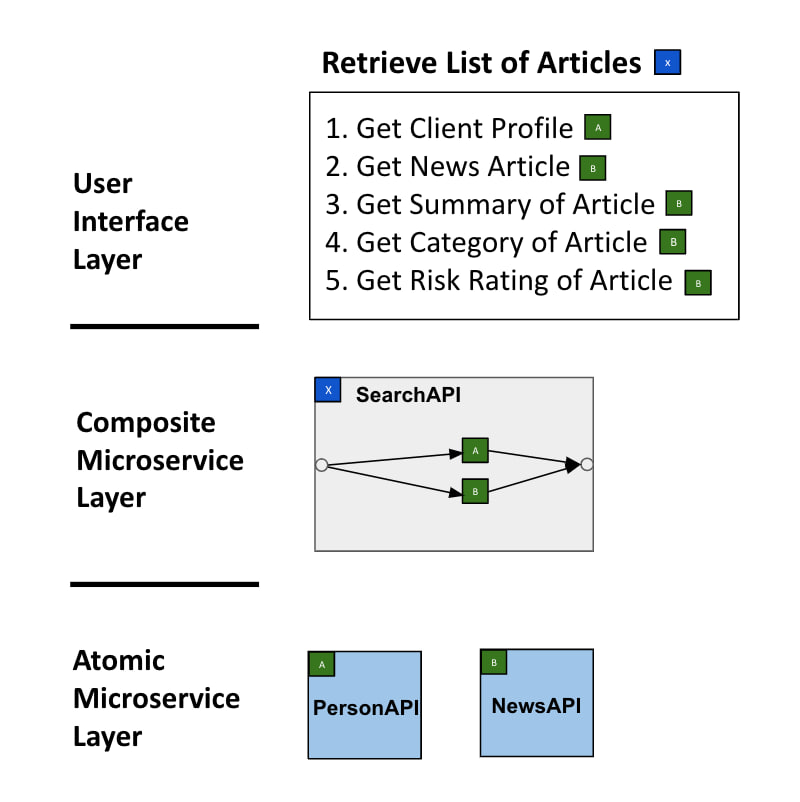 Retrieve List of Articles x
1. Get Client Profile A
2. Get News Article B
3. Get Summary of Article B
4. Get Category of Article B
5. Get Risk Rating of Article B
User
Interface
Layer
X SearchAPI
A
B
Composite
Microservice
Layer
Atomic
Microservice
Layer
A
PersonAPI
B
NewsAPI